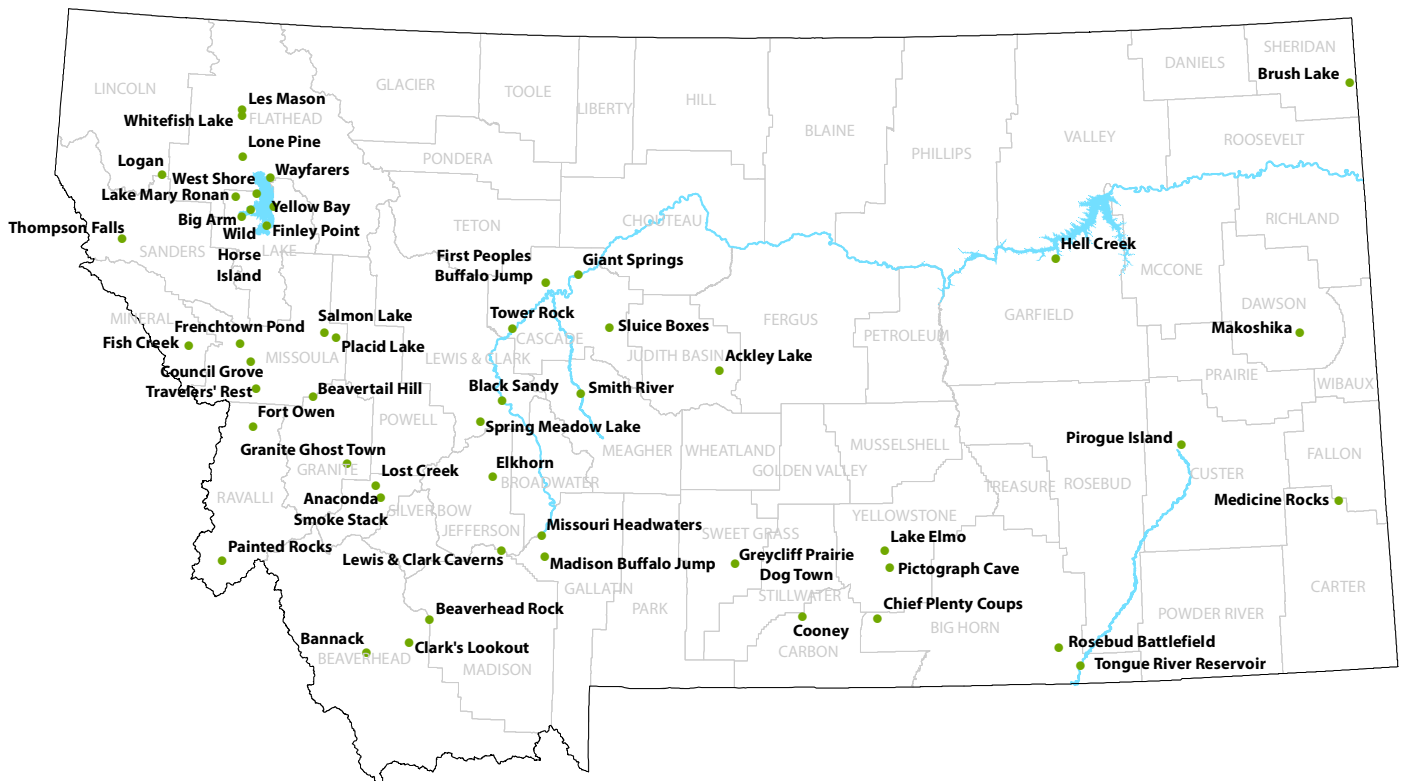 SHERIDAN
DANIELS
Brush Lake
LINCOLN
GLACIER
TOOLE
LIBERTY
HILL
BLAINE
PHILLIPS
VALLEY
ROOSEVELT
Les Mason
Whitefish Lake
FLATHEAD
Lone Pine
PONDERA
Logan
West Shore
Wayfarers
Lake Mary Ronan
Yellow Bay
Big Arm
Wild
Horse
Island
Finley Point
LAKE
Thompson Falls
SANDERS
TETON
CHOUTEAU
RICHLAND
First Peoples
Buffalo Jump
Giant Springs
Hell Creek
MCCONE
MINERAL
Frenchtown Pond
Salmon Lake
Fish Creek
Placid Lake
MISSOULA
Council Grove
Travelers' Rest
Beavertail Hill
Tower Rock
CASCADE
Sluice Boxes
LEWIS & CLARK
JUDITH BASIN
Ackley Lake
FERGUS
PETROLEUM
GARFIELD
DAWSON
Makoshika
PRAIRIE
WIBAUX
Black Sandy
Smith River
Fort Owen
POWELL
Spring Meadow Lake
Granite Ghost Town
GRANITE
Lost Creek
Elkhorn
BROADWATER
MEAGHER
WHEATLAND
GOLDEN VALLEY
MUSSELSHELL
TREASURE
ROSEBUD
Pirogue Island
CUSTER
FALLON
Medicine Rocks
RAVALLI
Anaconda
Smoke Stack
SILVER BOW
JEFFERSON
Missouri Headwaters
SWEET GRASS
YELLOWSTONE
Painted Rocks
Lewis & Clark Caverns
Madison Buffalo Jump
Greycliff Prairie
Dog Town
Lake Elmo
Pictograph Cave
GALLATIN
PARK
STILLWATER
Chief Plenty Coups
BIG HORN
POWDER RIVER
CARTER
Beaverhead Rock
Bannack
BEAVERHEAD
Clark's Lookout
MADISON
Cooney
CARBON
Rosebud Battlefield
Tongue River Reservoir